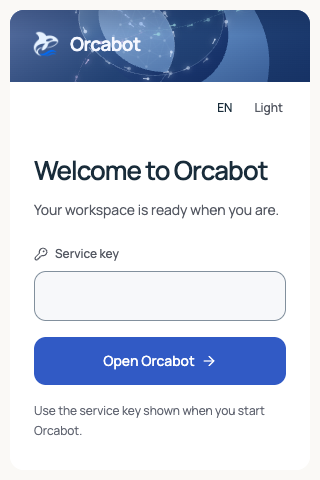 Orcabot
EN Light
Welcome to Orcabot
Your workspace is ready when you are.
Service key
Open Orcabot →
Use the service key shown when you start
Orcabot.